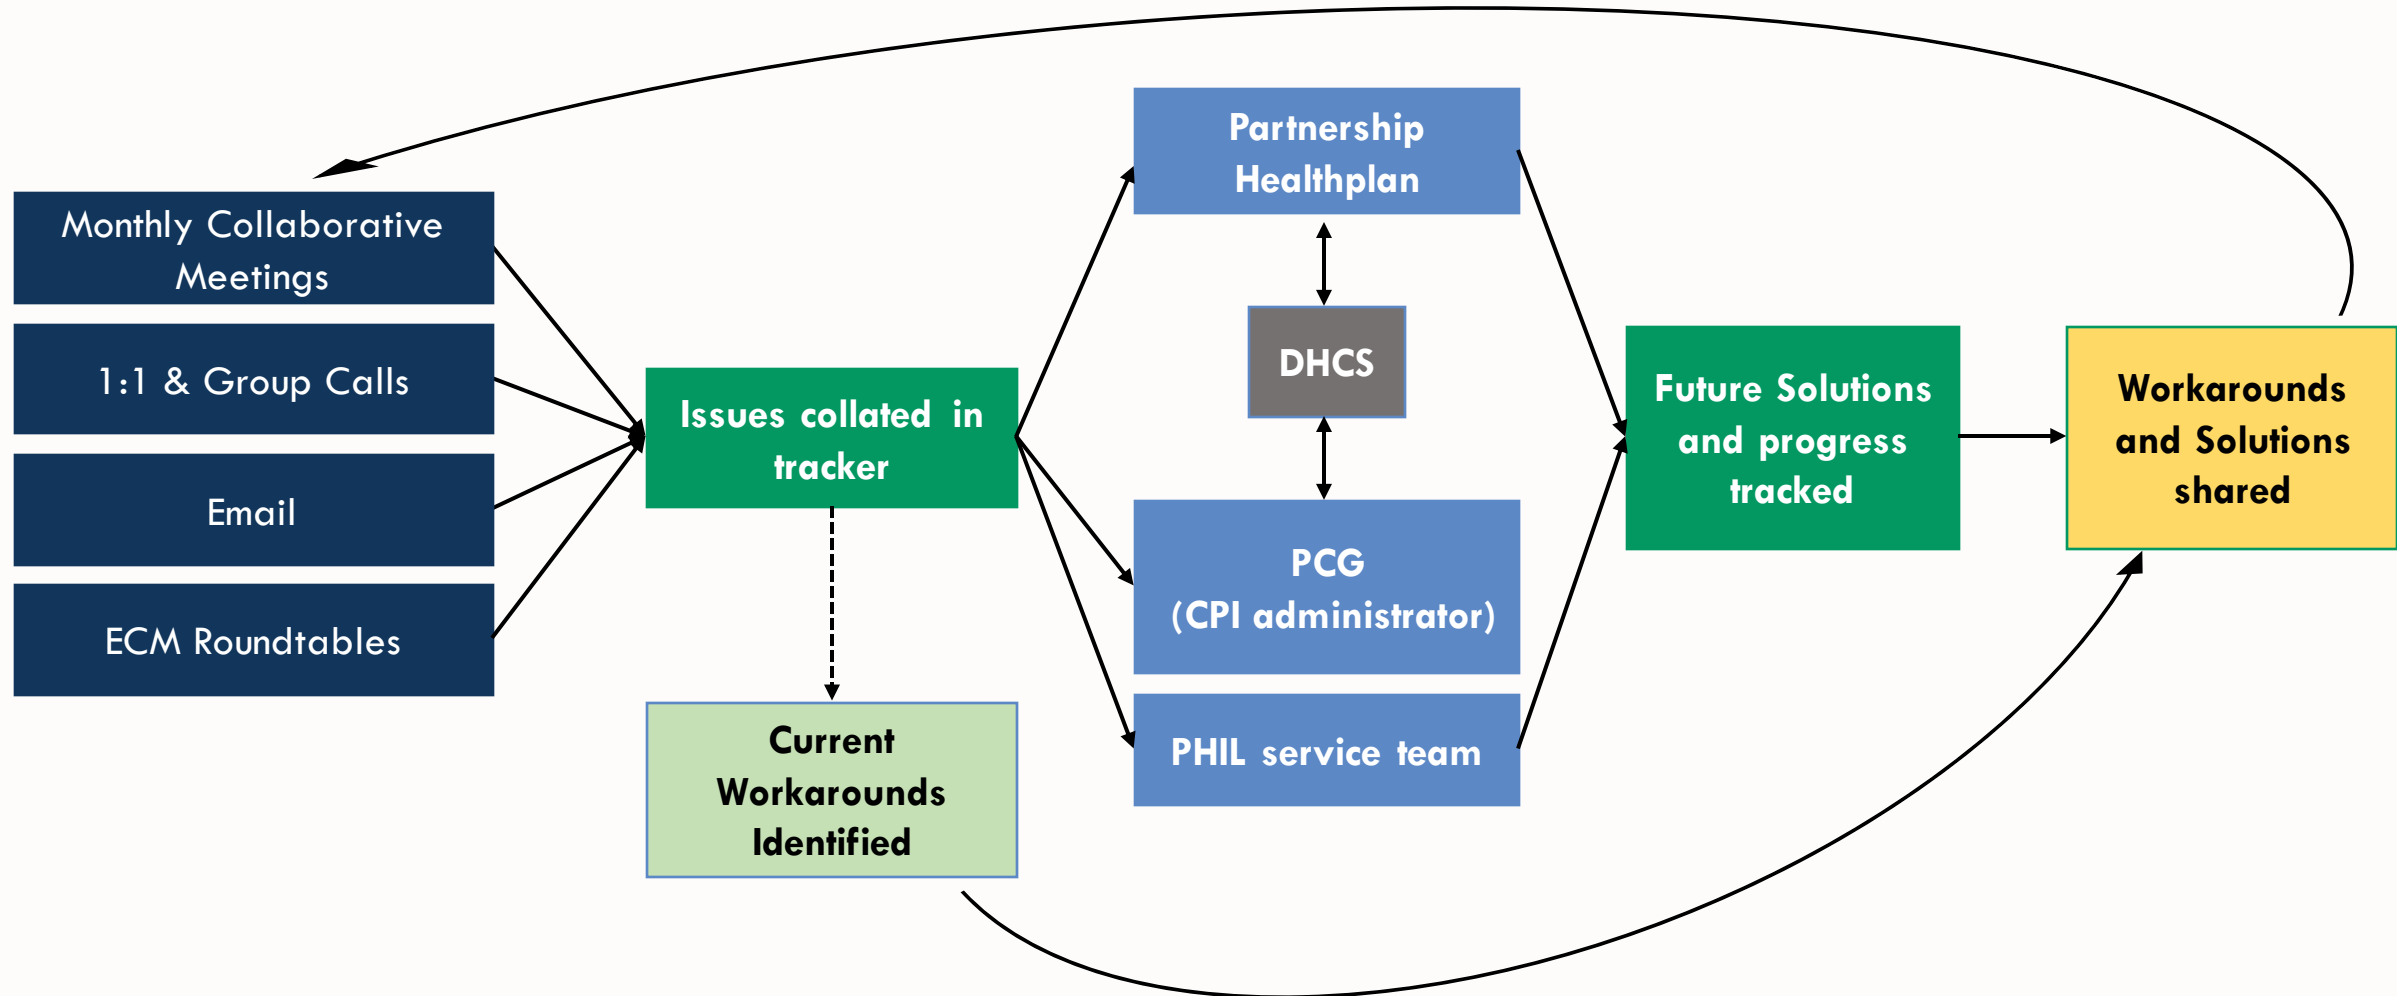 Monthly Collaborative
Meetings
1:1 & Group Calls
Email
ECM Roundtables
Issues collated in
tracker
Current
Workarounds
Identified
Partnership
Healthplan
DHCS
PCG
(CPI administrator)
PHIL service team
Future Solutions
and progress
tracked
Workarounds
and Solutions
shared